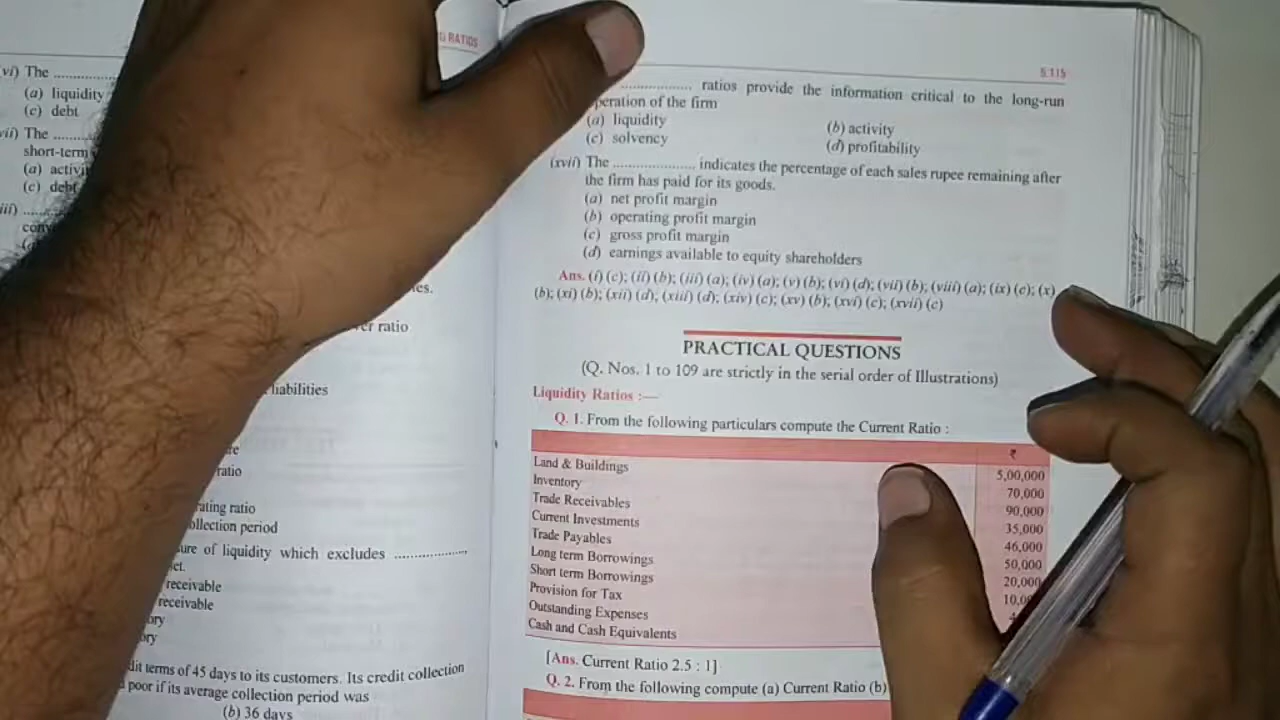 G RATIOS
vi) The ..............
(a) liquidity
(c) debt
vii) The ..........
short-term
(a) activi
(c) debt
iii) ........
es.
er ratio
liabilities
re
ratio
ating ratio
ollection period
ure of liquidity which excludes ..................
et.
receivable
receivable
ory
ory
dit terms of 45 days to its customers. Its credit collection
poor if its average collection period was
(b) 36 days
5.115
.................. ratios provide the information critical to the long-run
peration of the firm
(a) liquidity (b) activity
(c) solvency (d) profitability
(xvii) The .................... indicates the percentage of each sales rupee remaining after
the firm has paid for its goods.
(a) net profit margin
(b) operating profit margin
(c) gross profit margin
(d) earnings available to equity shareholders
Ans. (i) (c); (ii) (b); (iii) (a); (iv) (a); (v) (b); (vi) (d); (vii) (b); (viii) (a); (ix) (c); (x)
(b); (xi) (b); (xii) (d); (xiii) (d); (xiv) (c); (xv) (b); (xvi) (c); (xvii) (c)
PRACTICAL QUESTIONS
(Q. Nos. 1 to 109 are strictly in the serial order of Illustrations)
Liquidity Ratios :—
Q. 1. From the following particulars compute the Current Ratio :
₹
Land & Buildings 5,00,000
Inventory 70,000
Trade Receivables 90,000
Current Investments 35,000
Trade Payables 46,000
Long term Borrowings 50,000
Short term Borrowings 20,000
Provision for Tax 10,0
Outstanding Expenses
Cash and Cash Equivalents
[Ans. Current Ratio 2.5 : 1]
Q. 2. From the following compute (a) Current Ratio (b)